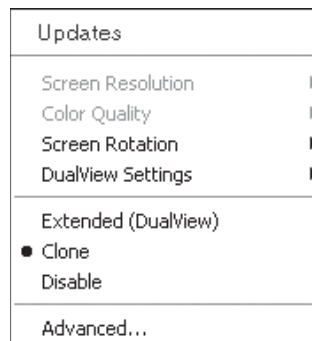 Updates
Screen Resolution
Color Quality
Screen Rotation
DualView Settings
Extended (DualView)
Clone
Disable
Advanced...